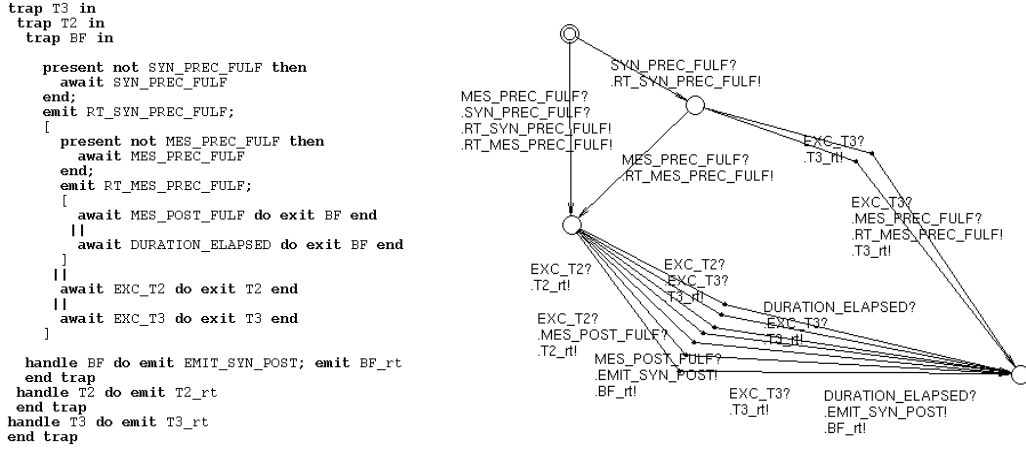 trap T3 in
trap T2 in
trap BF in
present not SYN_PREC_FULF then
await SYN_PREC_FULF
end;
emit RT_SYN_PREC_FULF;
[
present not MES_PREC_FULF then
await MES_PREC_FULF
end;
emit RT_MES_PREC_FULF;
[
await MES_POST_FULF do exit BF end
||
await DURATION_ELAPSED do exit BF end
]
||
await EXC_T2 do exit T2 end
||
await EXC_T3 do exit T3 end
]
handle BF do emit EMIT_SYN_POST; emit BF_rt
end trap
handle T2 do emit T2_rt
end trap
handle T3 do emit T3_rt
end trap
SYN_PREC_FULF?
.RT_SYN_PREC_FULF!
MES_PREC_FULF?
.SYN_PREC_FULF?
.RT_SYN_PREC_FULF!
.RT_MES_PREC_FULF!
MES_PREC_FULF?
.RT_MES_PREC_FULF!
EXC_T3?
.T3_rt!
EXC_T3?
.MES_PREC_FULF?
.RT_MES_PREC_FULF!
.T3_rt!
EXC_T2?
.T2_rt!
EXC_T2?
.EXC_T3?
.T3_rt!
DURATION_ELAPSED?
.EXC_T3?
.T3_rt!
EXC_T2?
.MES_POST_FULF?
.T2_rt!
MES_POST_FULF?
.EMIT_SYN_POST!
.BF_rt!
EXC_T3?
.T3_rt!
DURATION_ELAPSED?
.EMIT_SYN_POST!
.BF_rt!